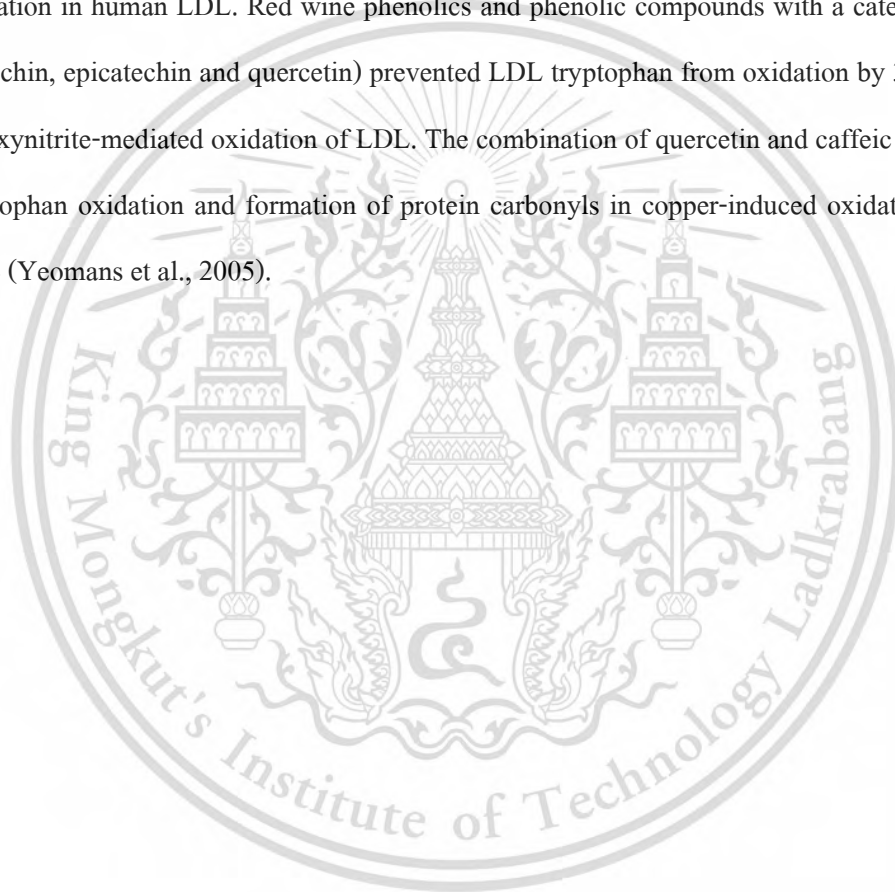 ation in human LDL. Red wine phenolics and phenolic compounds with a cate
chin, epicatechin and quercetin) prevented LDL tryptophan from oxidation by
xynitrite-mediated oxidation of LDL. The combination of quercetin and caffeic
ophan oxidation and formation of protein carbonyls in copper-induced oxidat
(Yeomans et al., 2005).
King Mongkut's Institute of Technology Ladkrabang